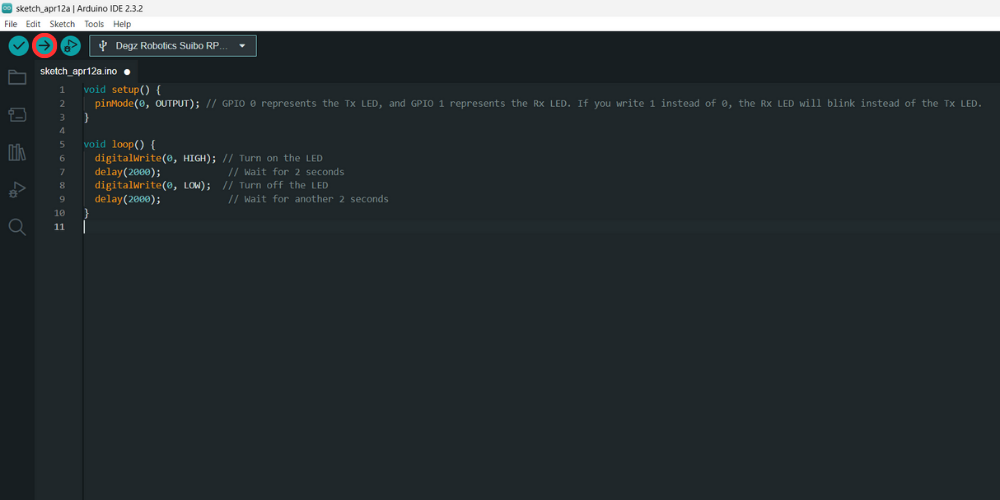 sketch_apr12a | Arduino IDE 2.3.2
File Edit Sketch Tools Help
Degz Robotics Suibo RP...
sketch_apr12a.ino
1 void setup() {
2 pinMode(0, OUTPUT); // GPIO 0 represents the Tx LED, and GPIO 1 represents the Rx LED. If you write 1 instead of 0, the Rx LED will blink instead of the Tx LED.
3 }
4
5 void loop() {
6 digitalWrite(0, HIGH); // Turn on the LED
7 delay(2000); // Wait for 2 seconds
8 digitalWrite(0, LOW); // Turn off the LED
9 delay(2000); // Wait for another 2 seconds
10 }
11